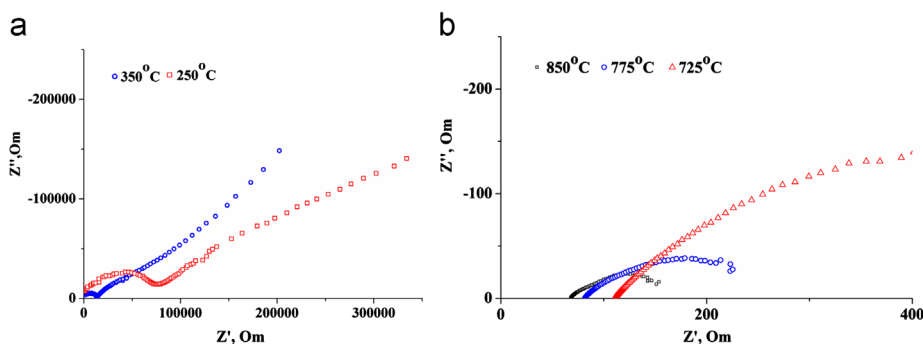 a
350°C 250°C
-200000
-100000
0
Z'',Om
0 100000 200000 300000
Z', Om
b
850°C 775°C 725°C
-200
-100
0
Z'', Om
0 200 400
Z', Om